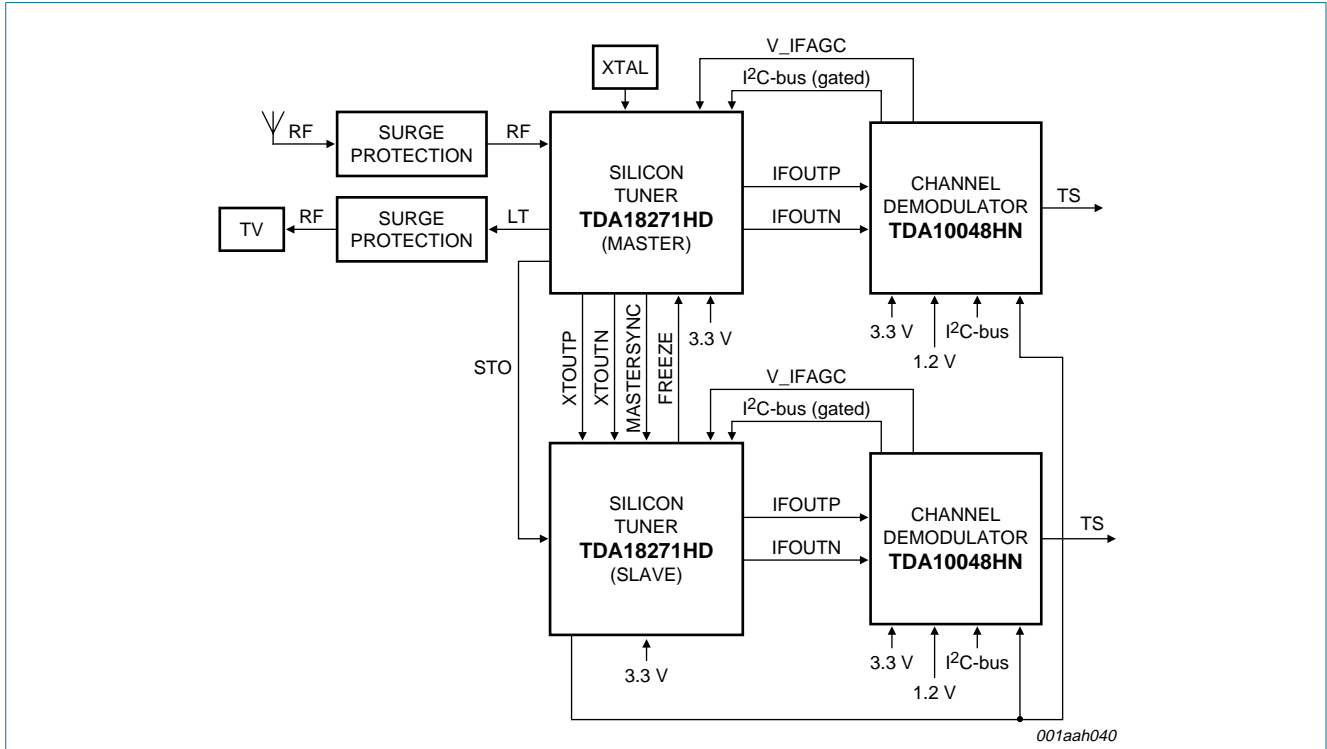 V_IFAGC
XTAL
I2C-bus (gated)
RF
SURGE
PROTECTION
RF
SILICON
TUNER
TDA18271HD
(MASTER)
IFOUTP
IFOUTN
CHANNEL
DEMODULATOR
TDA10048HN
TS
TV
RF
SURGE
PROTECTION
LT
STO
XTOUTP
XTOUTN
MASTERSYNC
FREEZE
3.3 V
3.3 V
1.2 V
I2C-bus
V_IFAGC
I2C-bus (gated)
SILICON
TUNER
TDA18271HD
(SLAVE)
IFOUTP
IFOUTN
CHANNEL
DEMODULATOR
TDA10048HN
TS
3.3 V
3.3 V
1.2 V
I2C-bus
001aah040